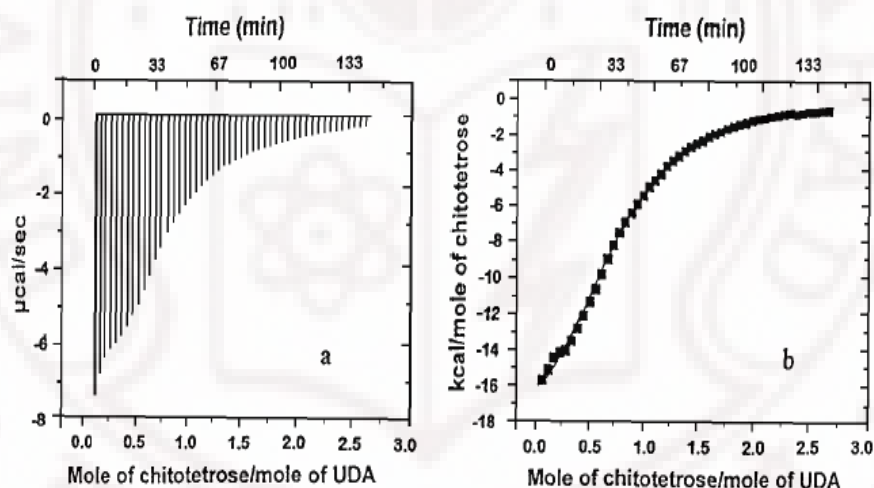 Time (min)
0 33 67 100 133
0
-2
-4
-6
-8
µcal/sec
a
0.0 0.5 1.0 1.5 2.0 2.5 3.0
Mole of chitotetrose/mole of UDA
Time (min)
0 33 67 100 133
0
-2
-4
-6
-8
-10
-12
-14
-16
-18
kcal/mole of chitotetrose
b
0.0 0.5 1.0 1.5 2.0 2.5 3.0
Mole of chitotetrose/mole of UDA